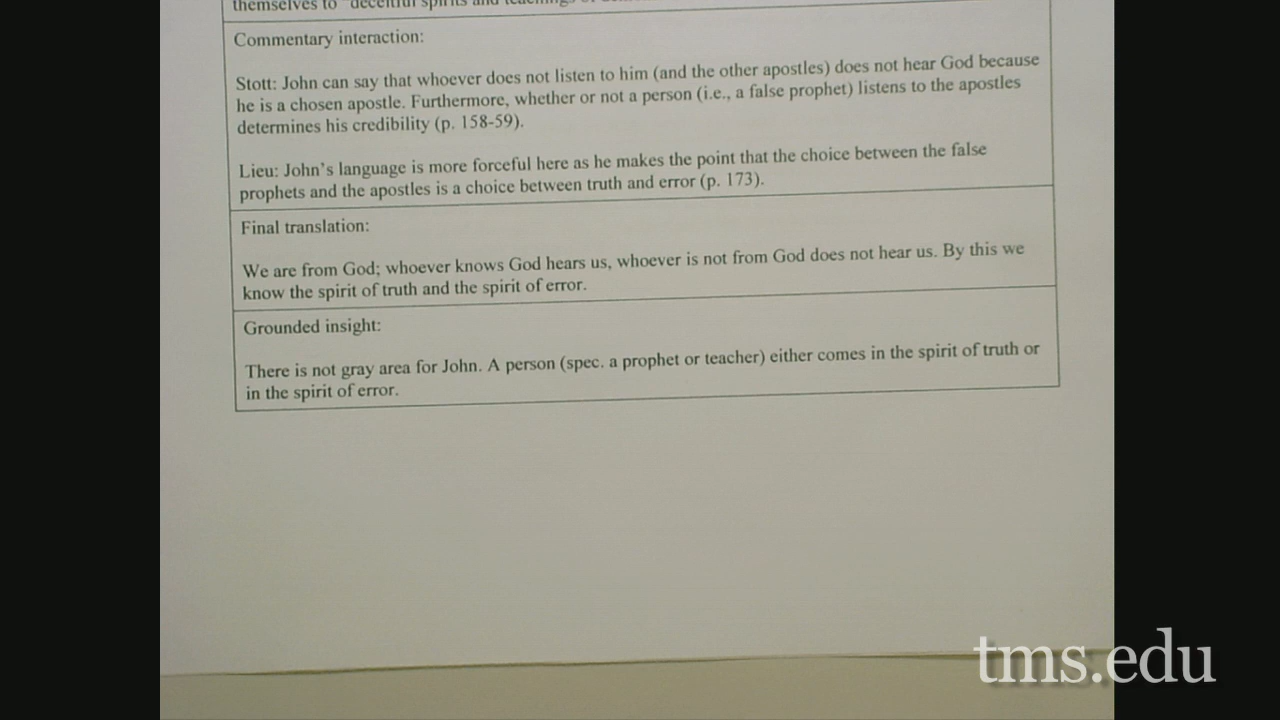 themselves to "deceitful spirits and teachings of
Commentary interaction:
Stott: John can say that whoever does not listen to him (and the other apostles) does not hear God because
he is a chosen apostle. Furthermore, whether or not a person (i.e., a false prophet) listens to the apostles
determines his credibility (p. 158-59).
Lieu: John's language is more forceful here as he makes the point that the choice between the false
prophets and the apostles is a choice between truth and error (p. 173).
Final translation:
We are from God; whoever knows God hears us, whoever is not from God does not hear us. By this we
know the spirit of truth and the spirit of error.
Grounded insight:
There is not gray area for John. A person (spec. a prophet or teacher) either comes in the spirit of truth or
in the spirit of error.
tms.edu